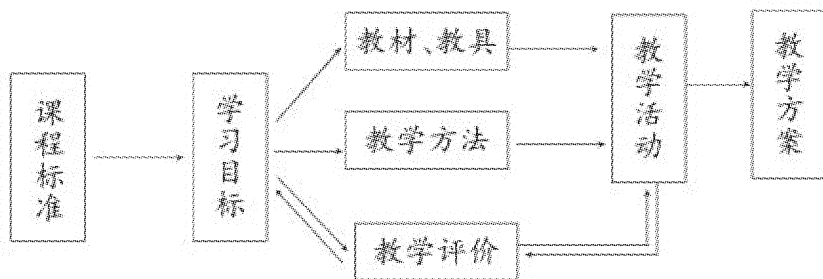 课程标准
学习目标
教材、教具
教学方法
教学评价
教学活动
教学方案